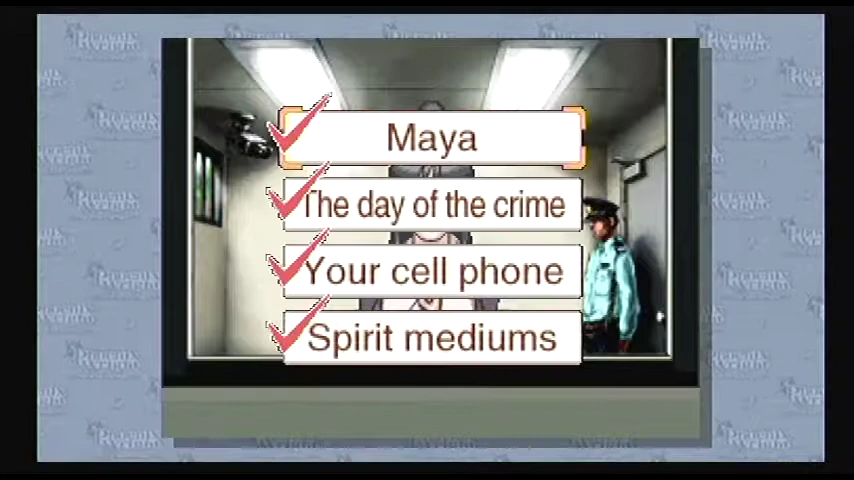 Maya
The day of the crime
Your cell phone
Spirit mediums